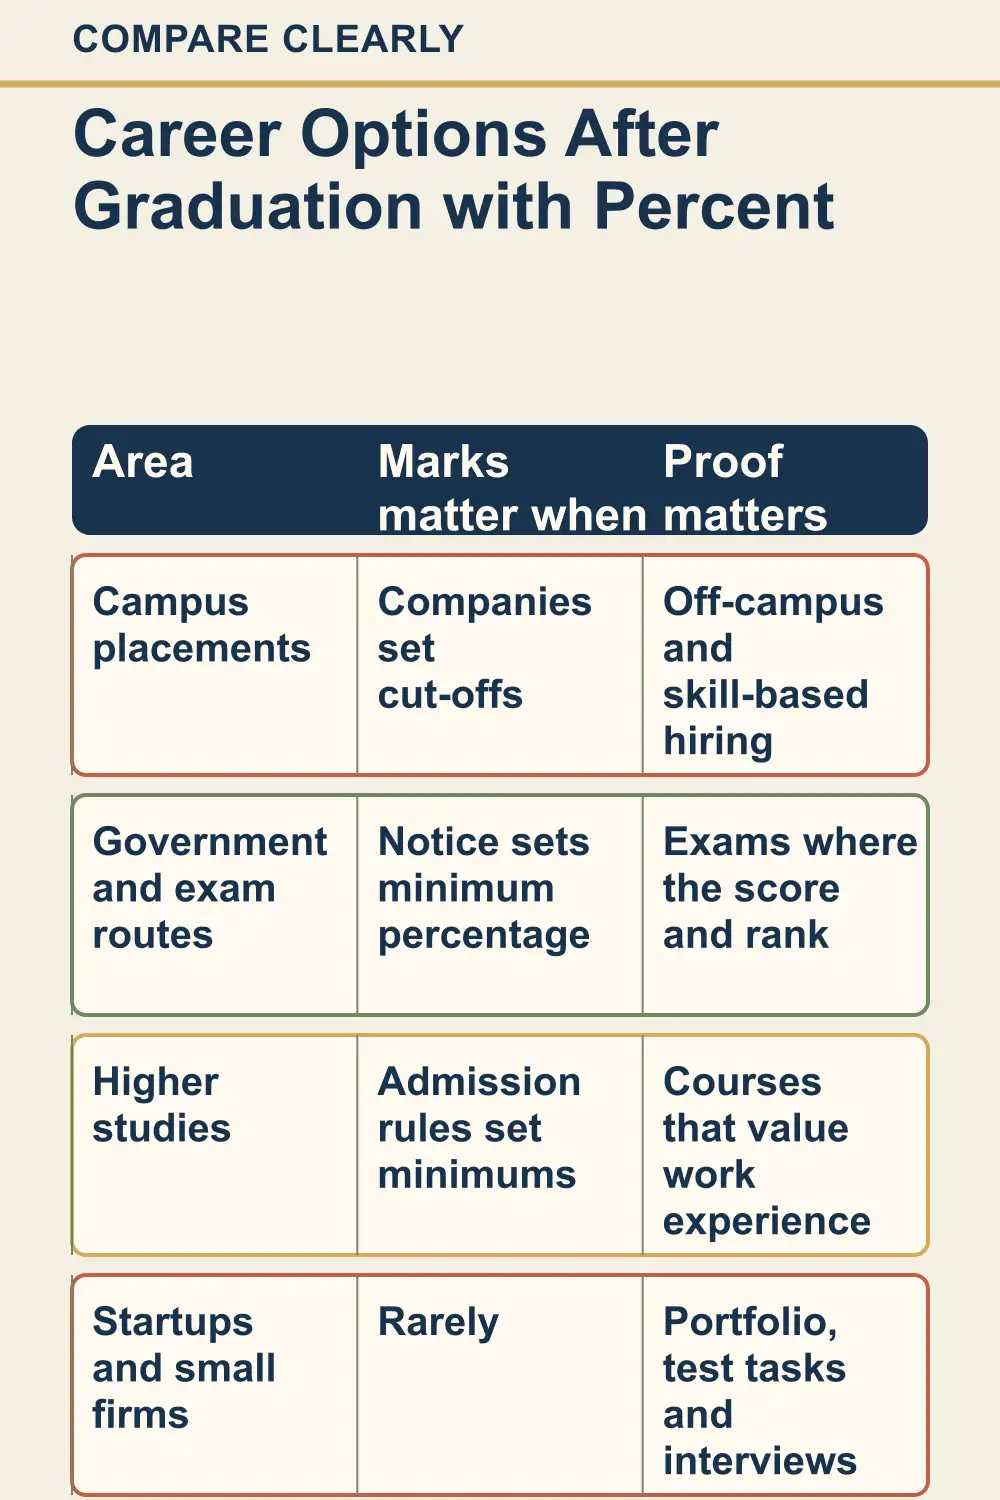 COMPARE CLEARLY
Career Options After
Graduation with Percent
Area
Marks
matter when
Proof
matters
Campus
placements
Companies
set
cut-offs
Off-campus
and
skill-based
hiring
Government
and exam
routes
Notice sets
minimum
percentage
Exams where
the score
and rank
Higher
studies
Admission
rules set
minimums
Courses
that value
work
experience
Startups
and small
firms
Rarely
Portfolio,
test tasks
and
interviews